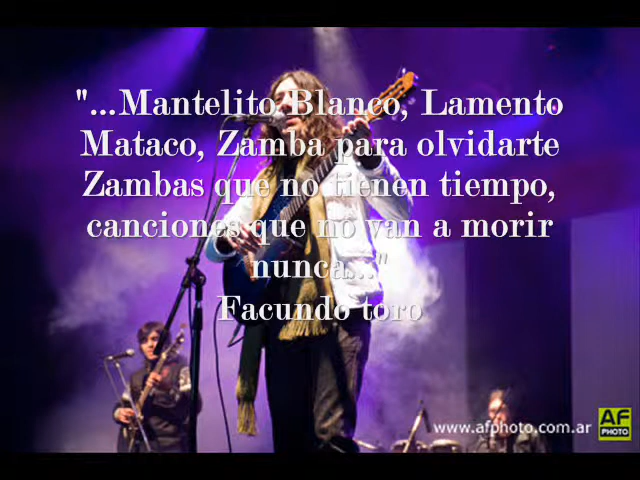 "...Mantelito Blanco, Lamento
Mataco, Zamba para olvidarte
Zambas que no tienen tiempo,
canciones que no van a morir
nunca..."
Facundo toro
www.afphoto.com.ar
AF
PHOTO